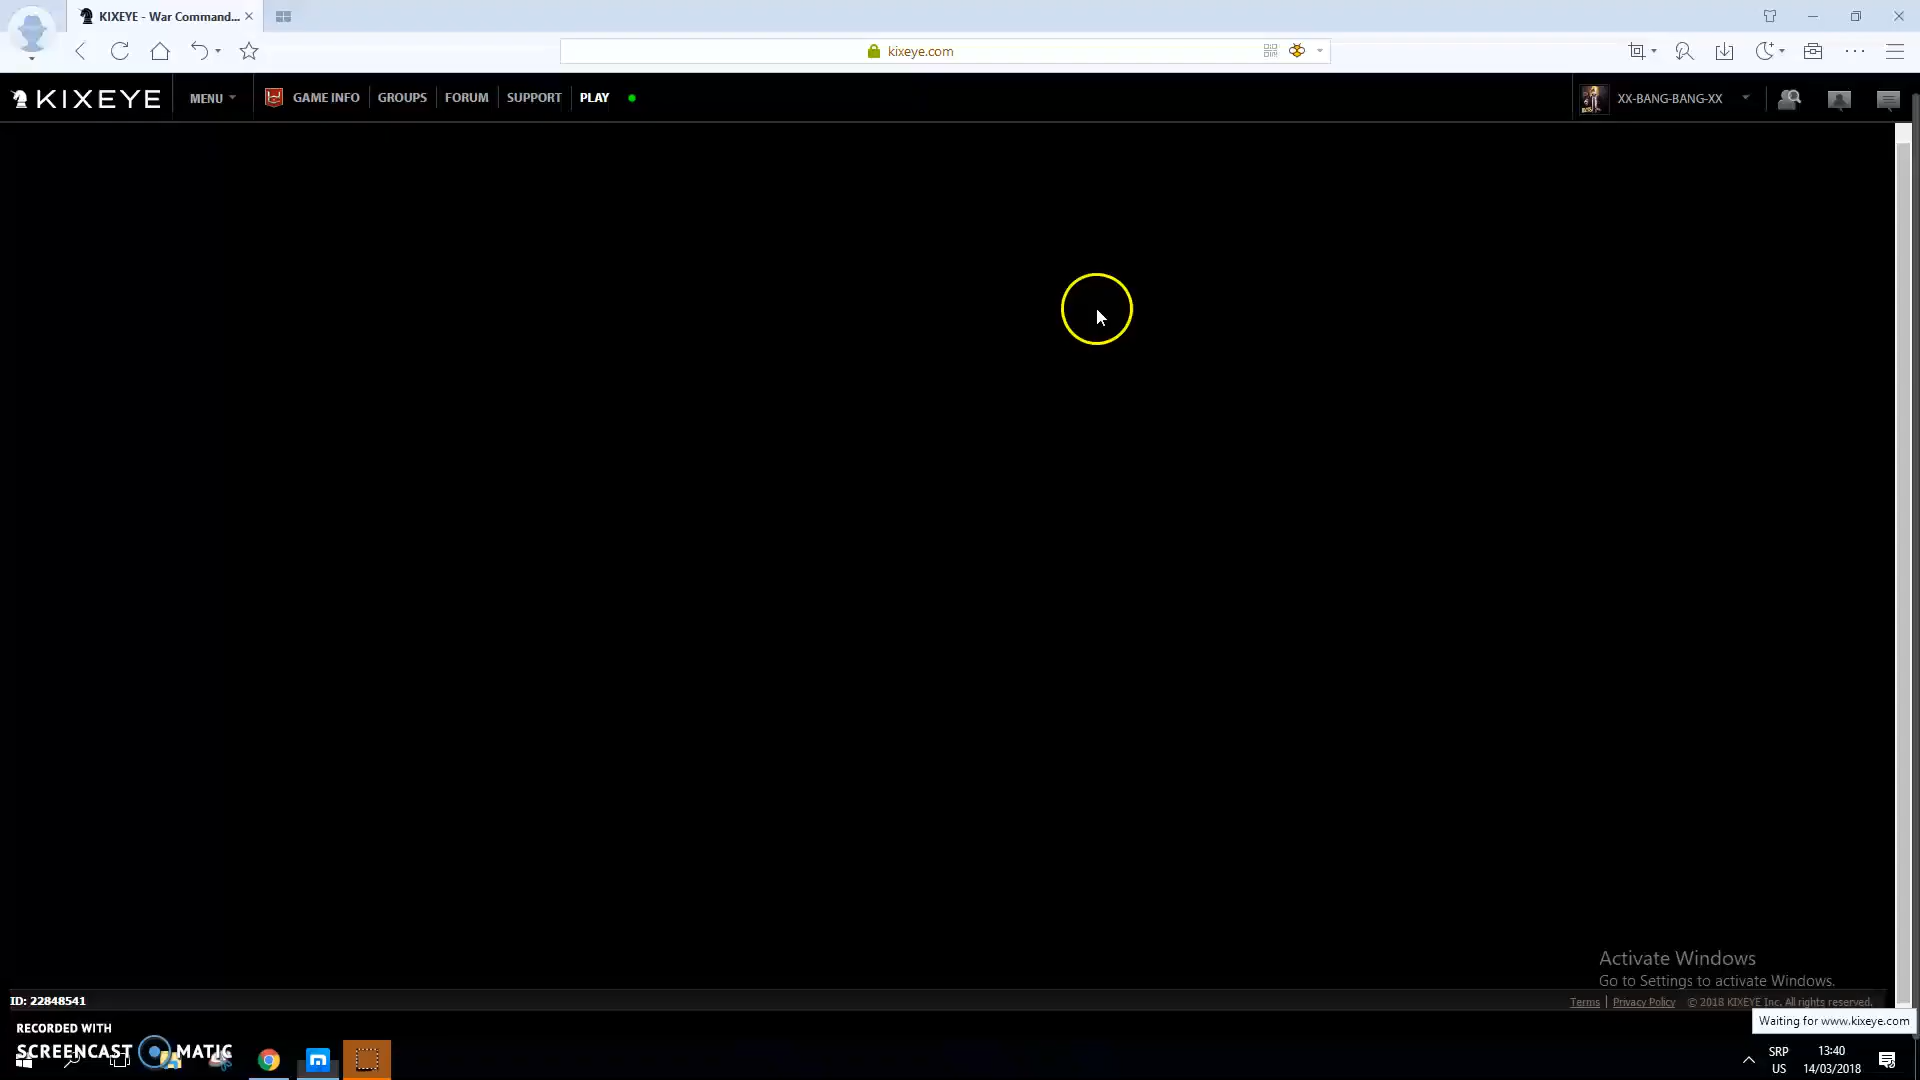 KIXEYE - War Command...
kixeye.com
KIXEYE
MENU
GAME INFO
GROUPS
FORUM
SUPPORT
PLAY
XX-BANG-BANG-XX
Activate Windows
Go to Settings to activate Windows.
ID: 22848541
Terms | Privacy Policy © 2018 KIXEYE Inc. All rights reserved.
Waiting for www.kixeye.com
RECORDED WITH
SCREENCAST MATIC
SRP
US
13:40
14/03/2018